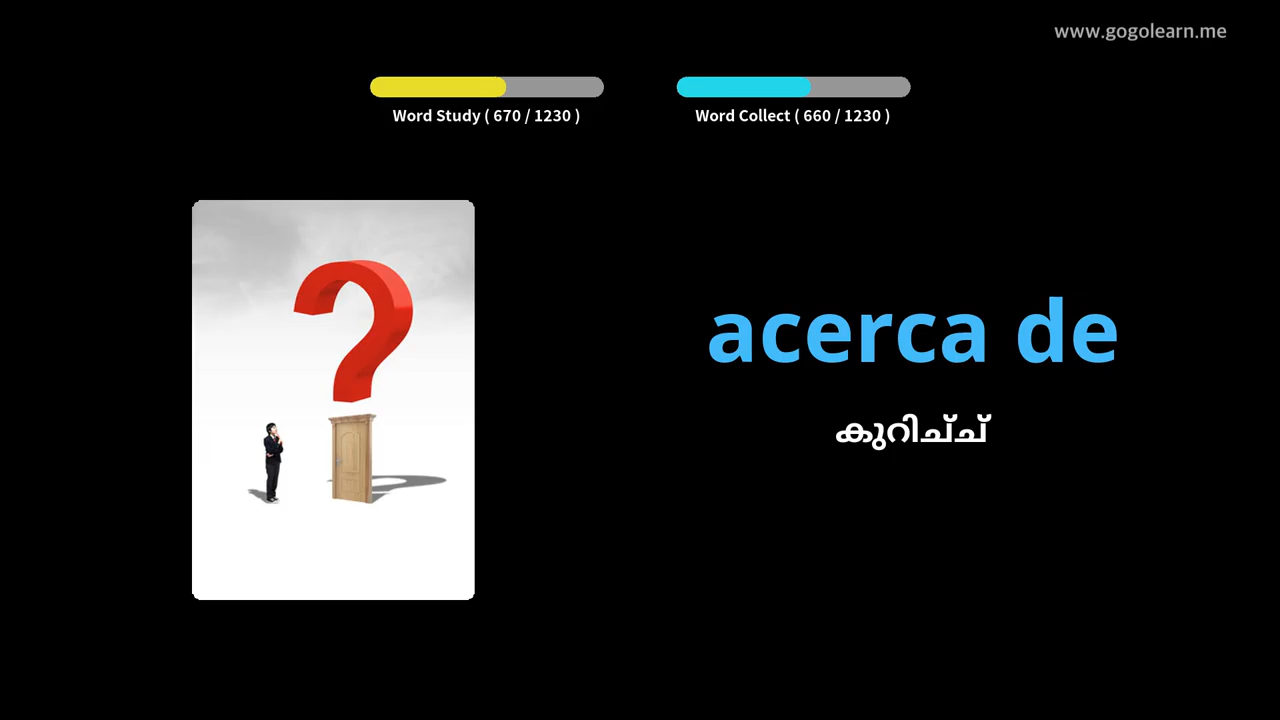 www.gogolearn.me
Word Study ( 670 / 1230 )
Word Collect ( 660 / 1230 )
acerca de
കുറിച്ച്